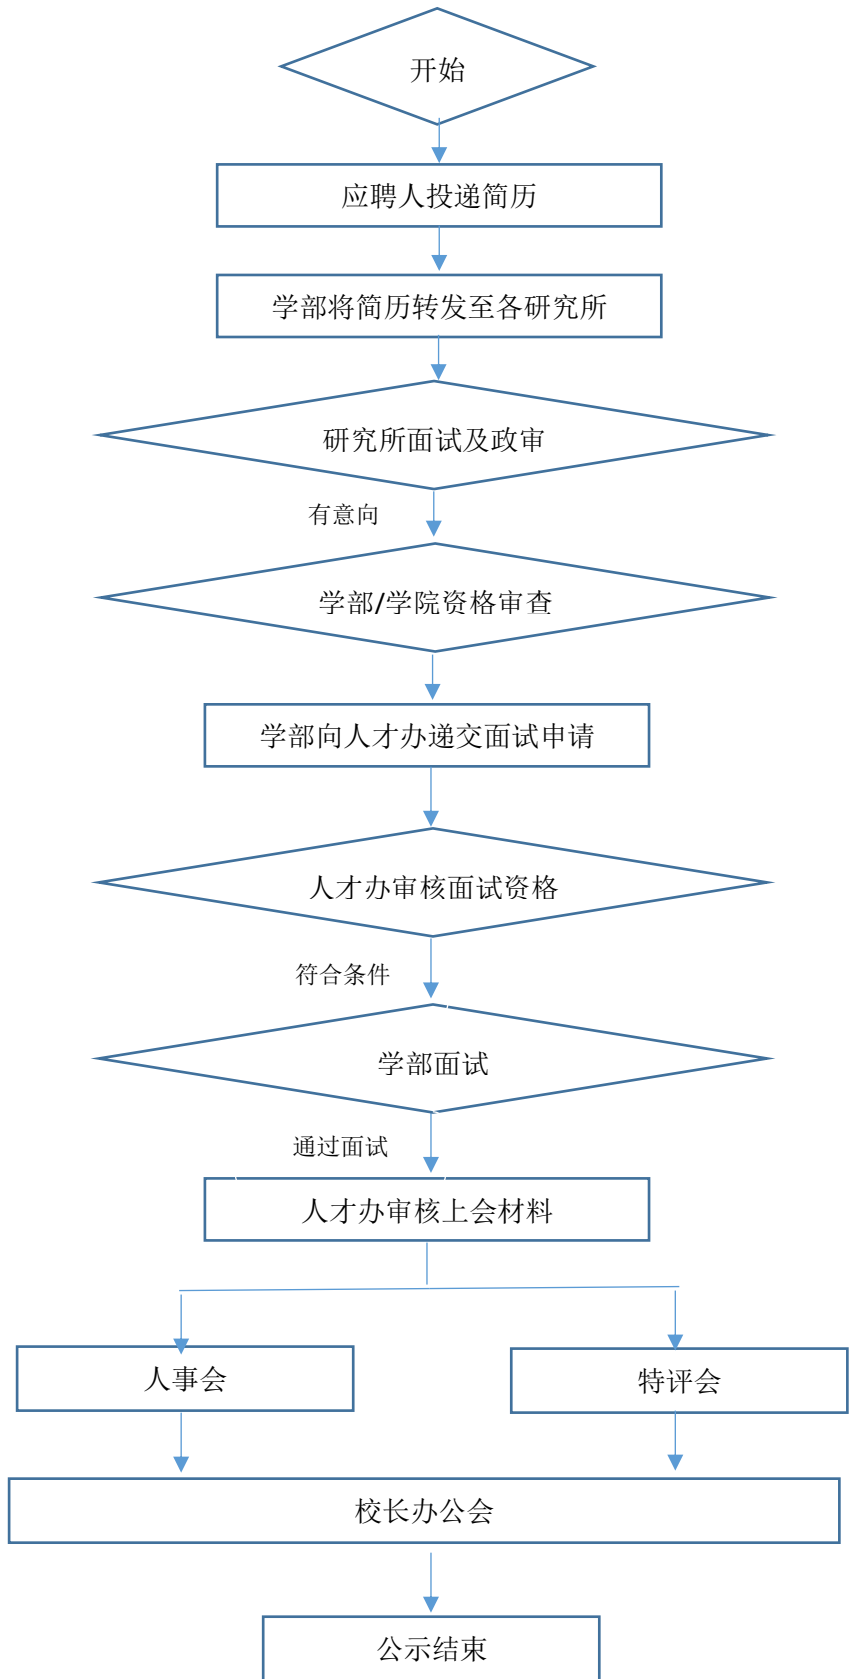 开始
应聘人投递简历
学部将简历转发至各研究所
研究所面试及政审
有意向
学部/学院资格审查
学部向人才办递交面试申请
人才办审核面试资格
符合条件
学部面试
通过面试
人才办审核上会材料
人事会
特评会
校长办公会
公示结束